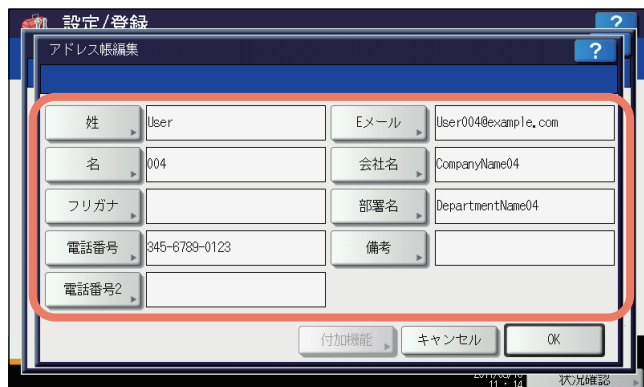 設定/登録 ?
アドレス帳編集 ?
姓 User Eメール User004@example.com
名 004 会社名 CompanyName04
フリガナ 部署名 DepartmentName04
電話番号 345-6789-0123 備考
電話番号2
付加機能 キャンセル OK
11:14 状況確認